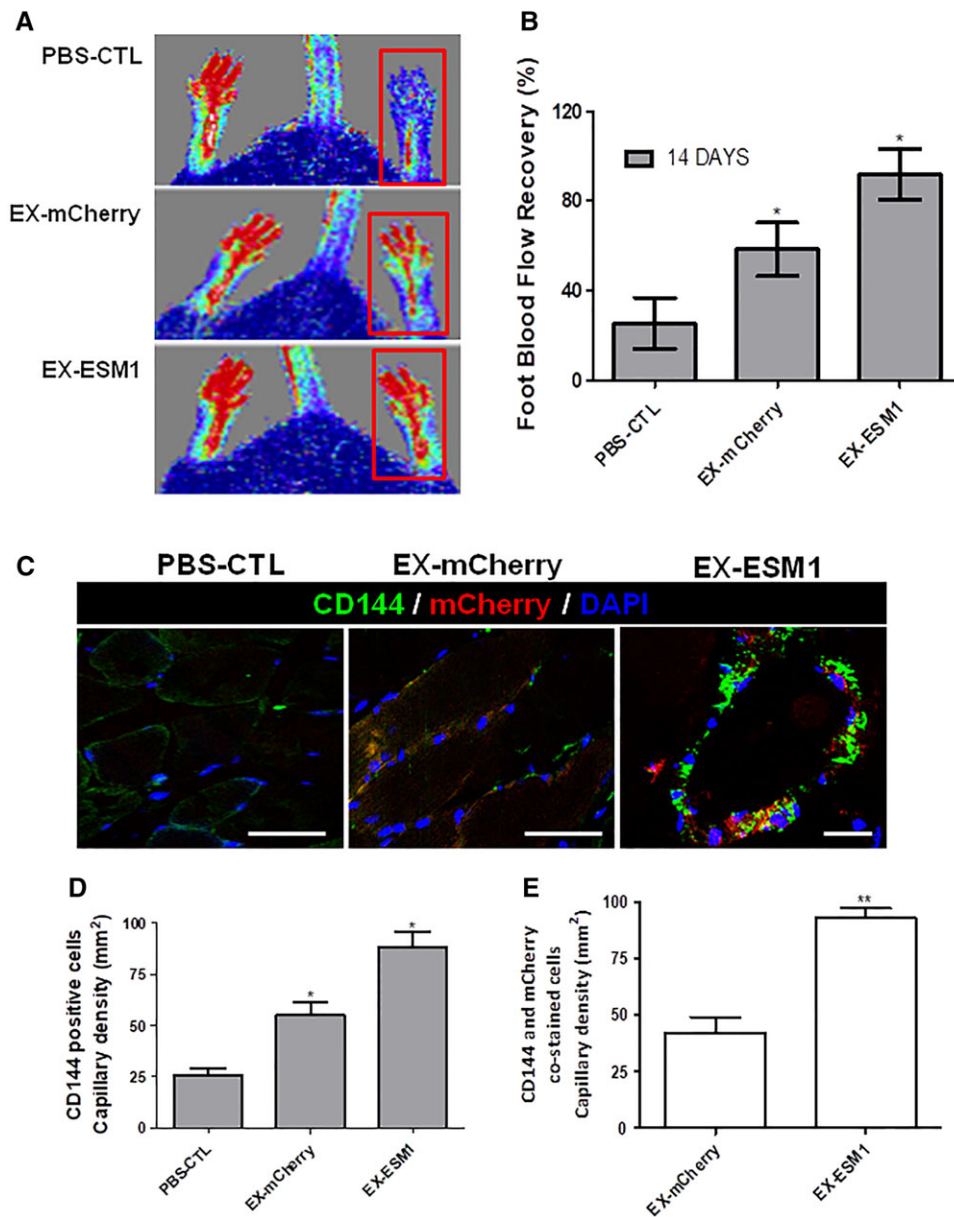 A
PBS-CTL
EX-mCherry
EX-ESM1
B
Foot Blood Flow Recovery (%)
120
80
40
0
14 DAYS
*
*
PBS-CTL
EX-mCherry
EX-ESM1
C
PBS-CTL
EX-mCherry
EX-ESM1
CD144 / mCherry / DAPI
D
CD144 positive cells
Capillary density (mm²)
100
75
50
25
0
*
*
PBS-CTL
EX-mCherry
EX-ESM1
E
CD144 and mCherry
co-stained cells
Capillary density (mm²)
100
50
50
0
**
EX-mCherry
EX-ESM1